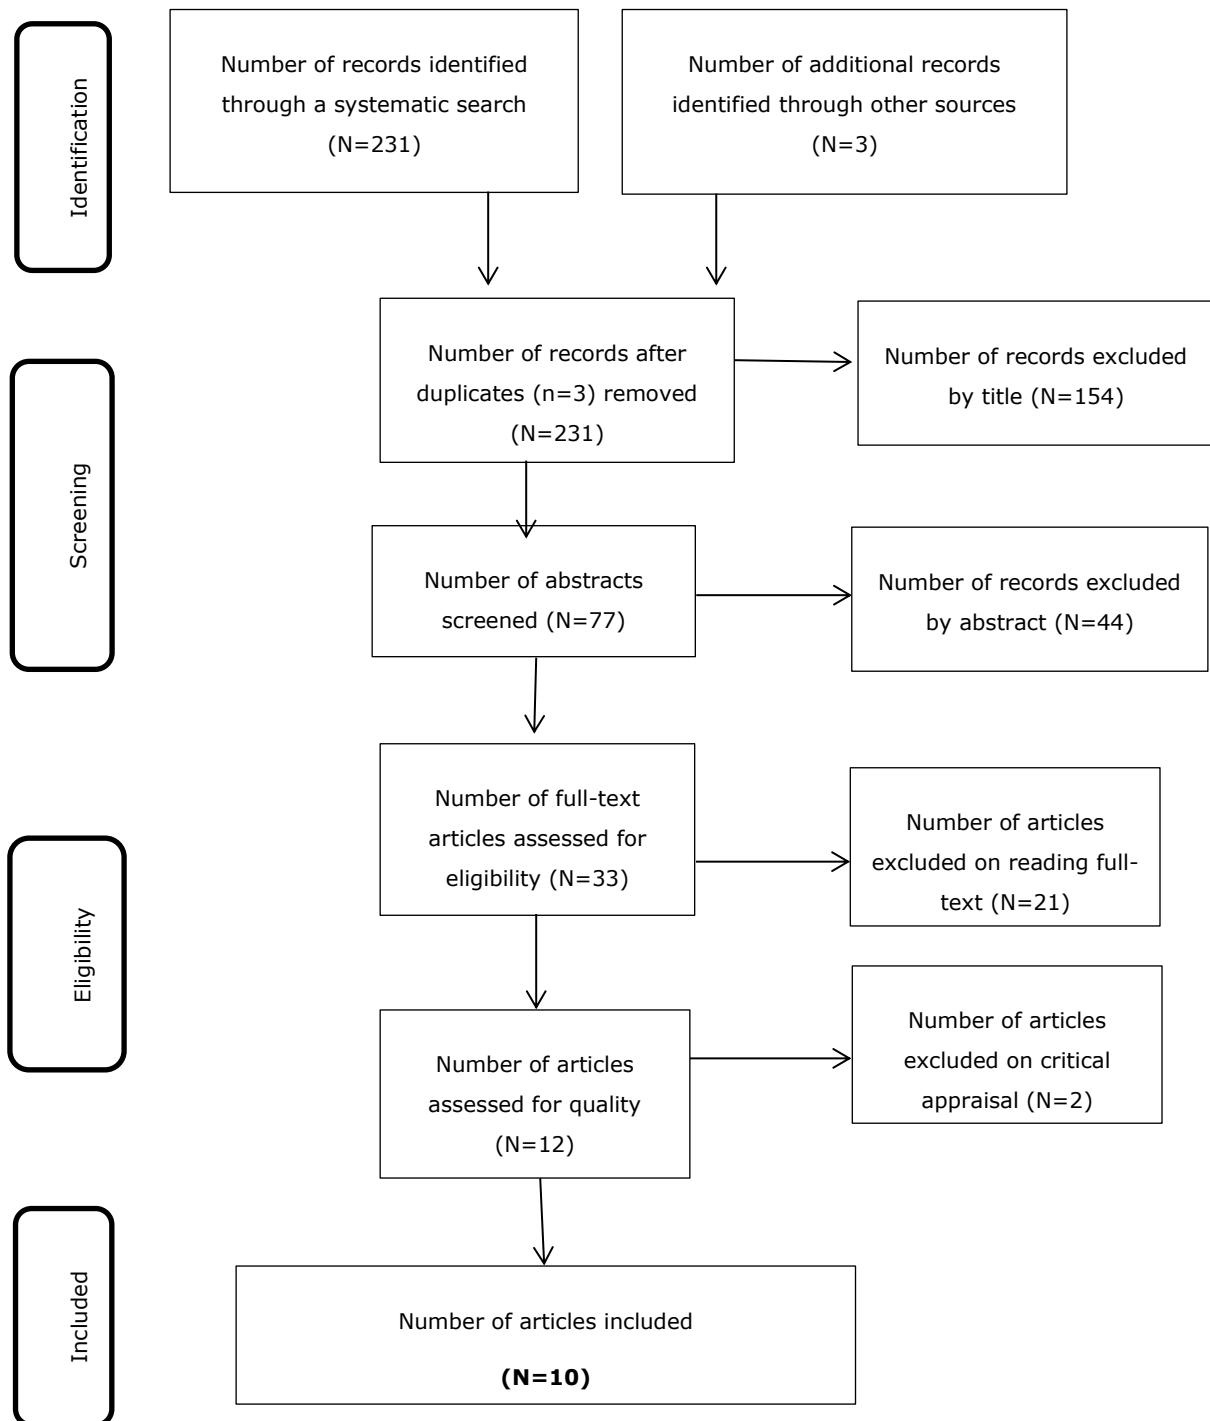 Identification
Number of records identified
through a systematic search
(N=231)
Number of additional records
identified through other sources
(N=3)
Screening
Number of records after
duplicates (n=3) removed
(N=231)
Number of records excluded
by title (N=154)
Number of abstracts
screened (N=77)
Number of records excluded
by abstract (N=44)
Eligibility
Number of full-text
articles assessed for
eligibility (N=33)
Number of articles
excluded on reading full-
text (N=21)
Number of articles
assessed for quality
(N=12)
Number of articles
excluded on critical
appraisal (N=2)
Included
Number of articles included
(N=10)